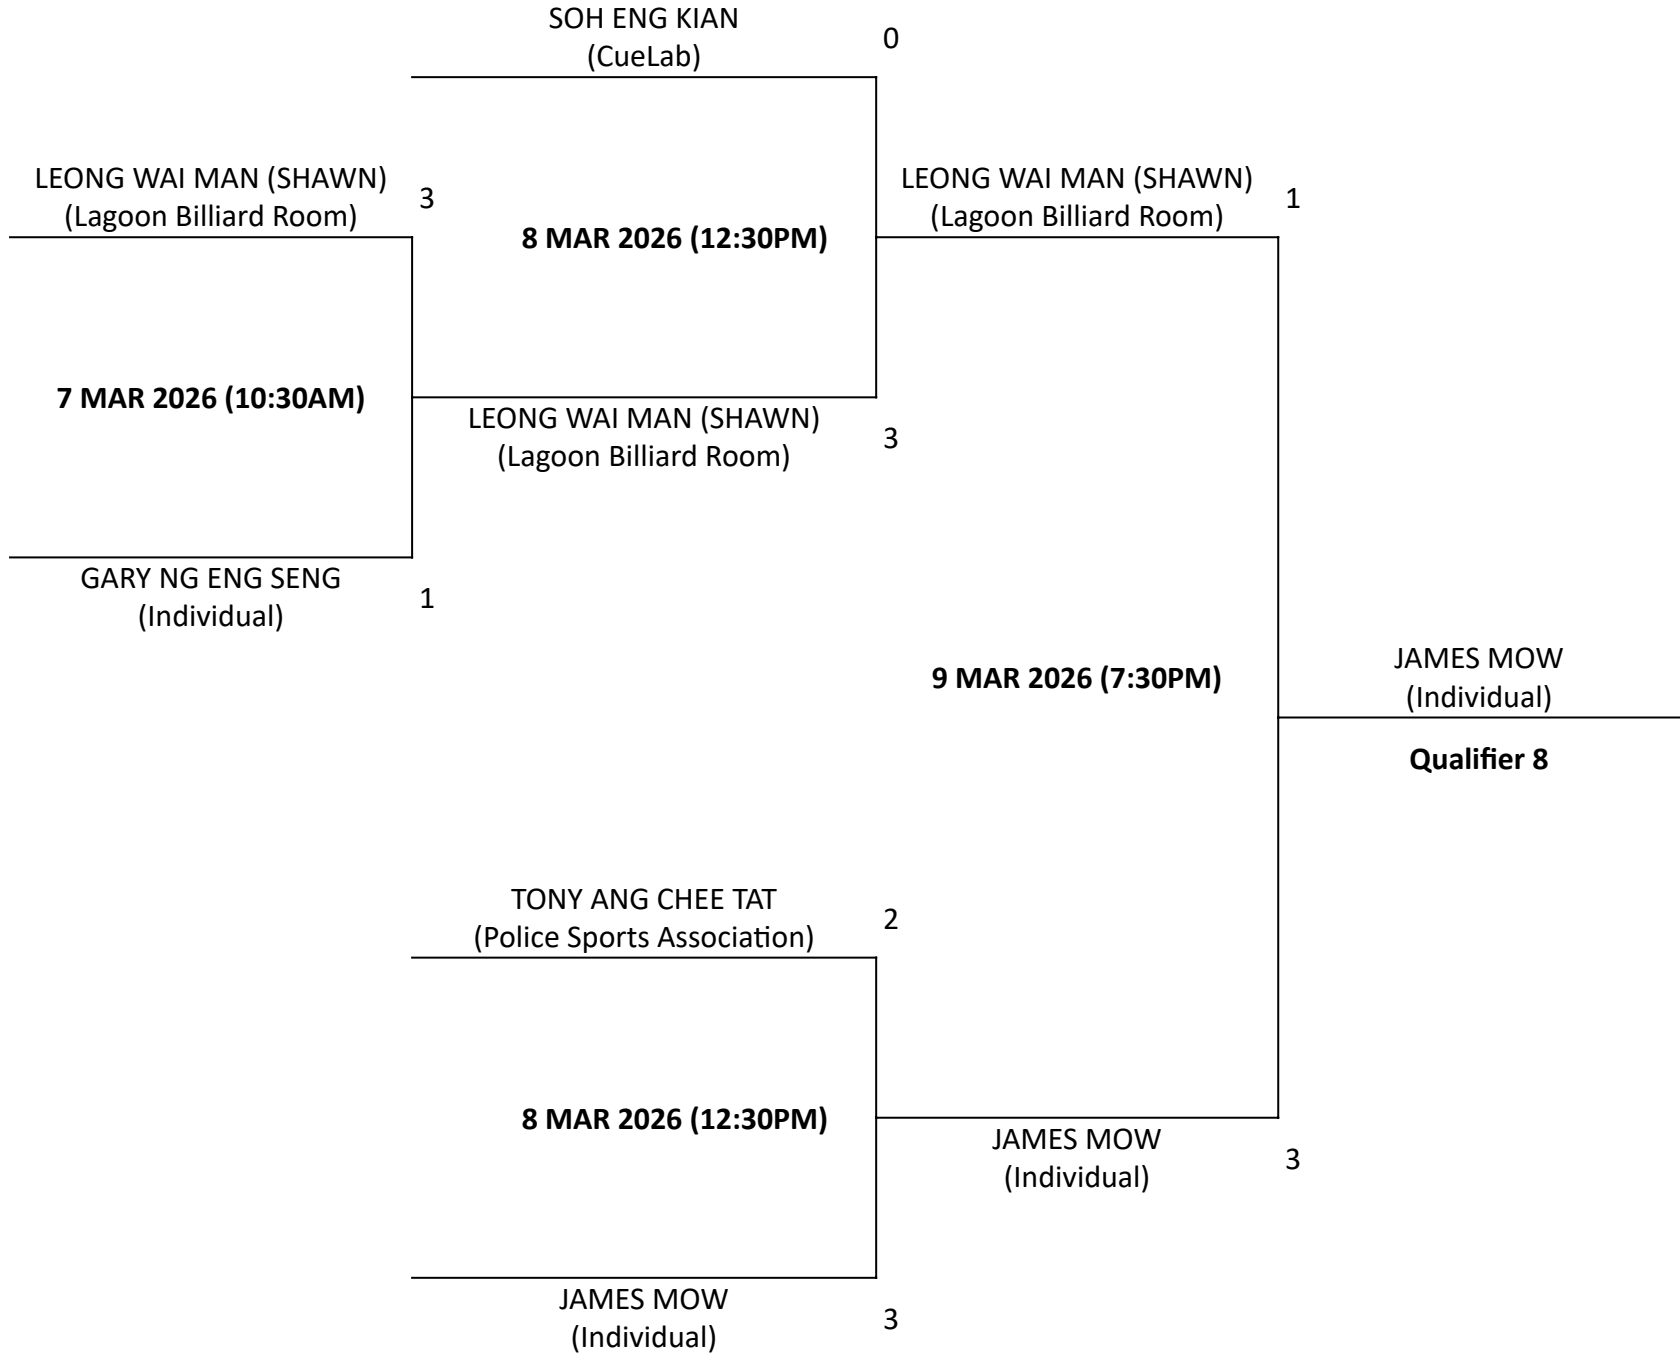 SOH ENG KIAN
(CueLab)
0
LEONG WAI MAN (SHAWN)
(Lagoon Billiard Room)
3
8 MAR 2026 (12:30PM)
LEONG WAI MAN (SHAWN)
(Lagoon Billiard Room)
1
7 MAR 2026 (10:30AM)
LEONG WAI MAN (SHAWN)
(Lagoon Billiard Room)
3
GARY NG ENG SENG
(Individual)
1
9 MAR 2026 (7:30PM)
JAMES MOW
(Individual)
Qualifier 8
TONY ANG CHEE TAT
(Police Sports Association)
2
8 MAR 2026 (12:30PM)
JAMES MOW
(Individual)
3
JAMES MOW
(Individual)
3